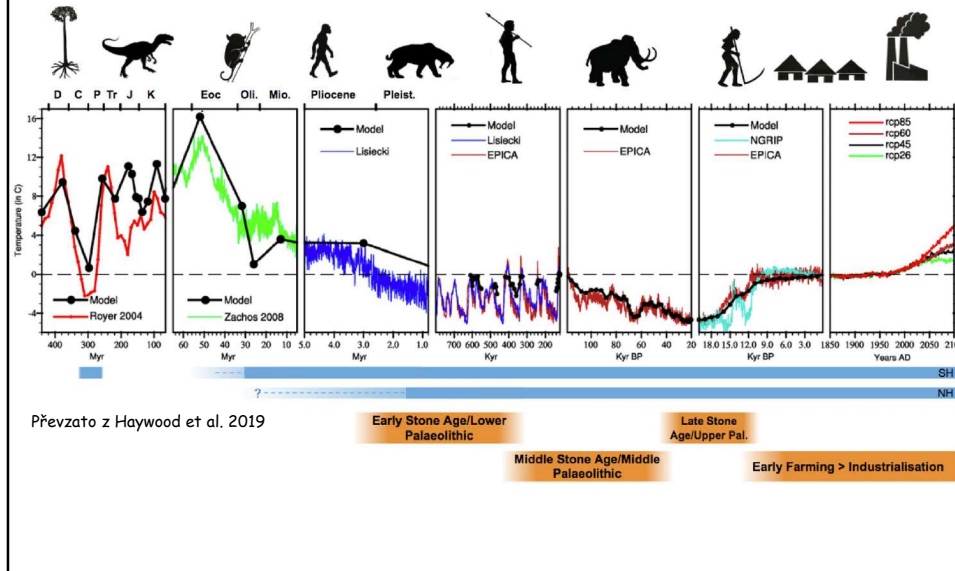 D C P Tr J K
Eoc Oli. Mio.
Pliocene Pleist.
Temperature (in C)
16
12
8
4
0
-4
Model
Royer 2004
400 300 200 100
Myr
Model
Zachos 2008
60 50 40 30 20 10
Myr
Model
Lisiecki
5.0 4.0 3.0 2.0 1.0
Myr
Model
Lisiecki
EPICA
700 600 500 400 300 200
Kyr
Model
EPICA
100 80 60 40 20
Kyr BP
Model
NGRIP
EPICA
18.0 15.0 12.0 9.0 6.0 3.0
Kyr BP
rcp85
rcp60
rcp45
rcp26
1850 1900 1950 2000 2050 2100
Years AD
SH
? NH
Převzato z Haywood et al. 2019
Early Stone Age/Lower
Palaeolithic
Late Stone
Age/Upper Pal.
Middle Stone Age/Middle
Palaeolithic
Early Farming > Industrialisation